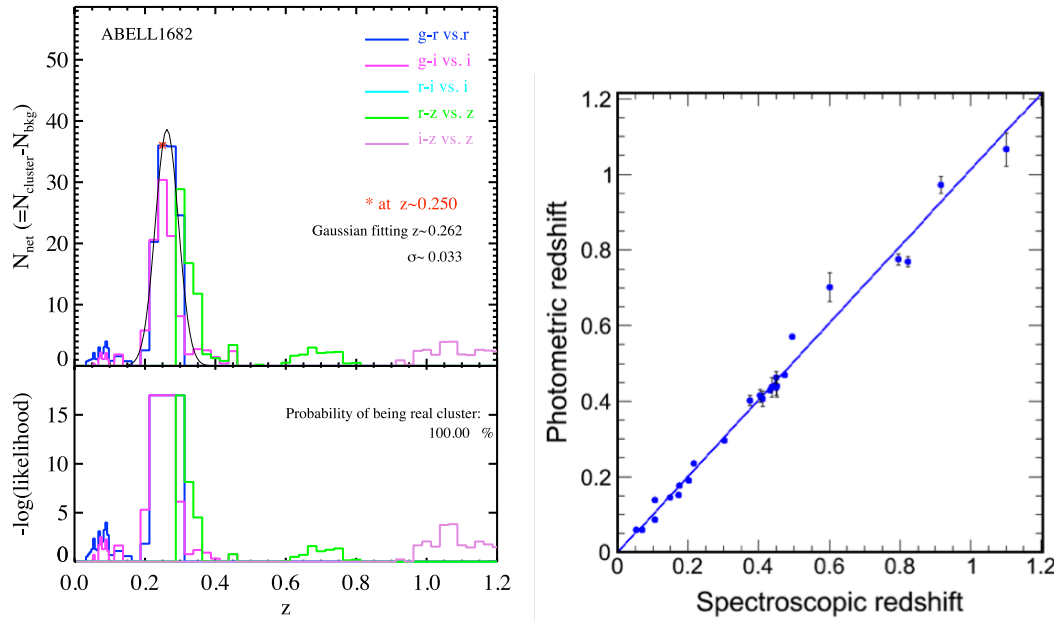 ABELL1682
g-r vs.r
g-i vs. i
r-i vs. i
r-z vs. z
i-z vs. z
* at z~0.250
Gaussian fitting z~0.262
σ~ 0.033
N_net (=N_cluster-N_bkg)
50
40
30
20
10
0
Probability of being real cluster:
100.00 %
-log(likelihood)
15
10
5
0
0.0 0.2 0.4 0.6 0.8 1.0 1.2
z
Photometric redshift
1.2
1
0.8
0.6
0.4
0.2
0
0 0.2 0.4 0.6 0.8 1 1.2
Spectroscopic redshift